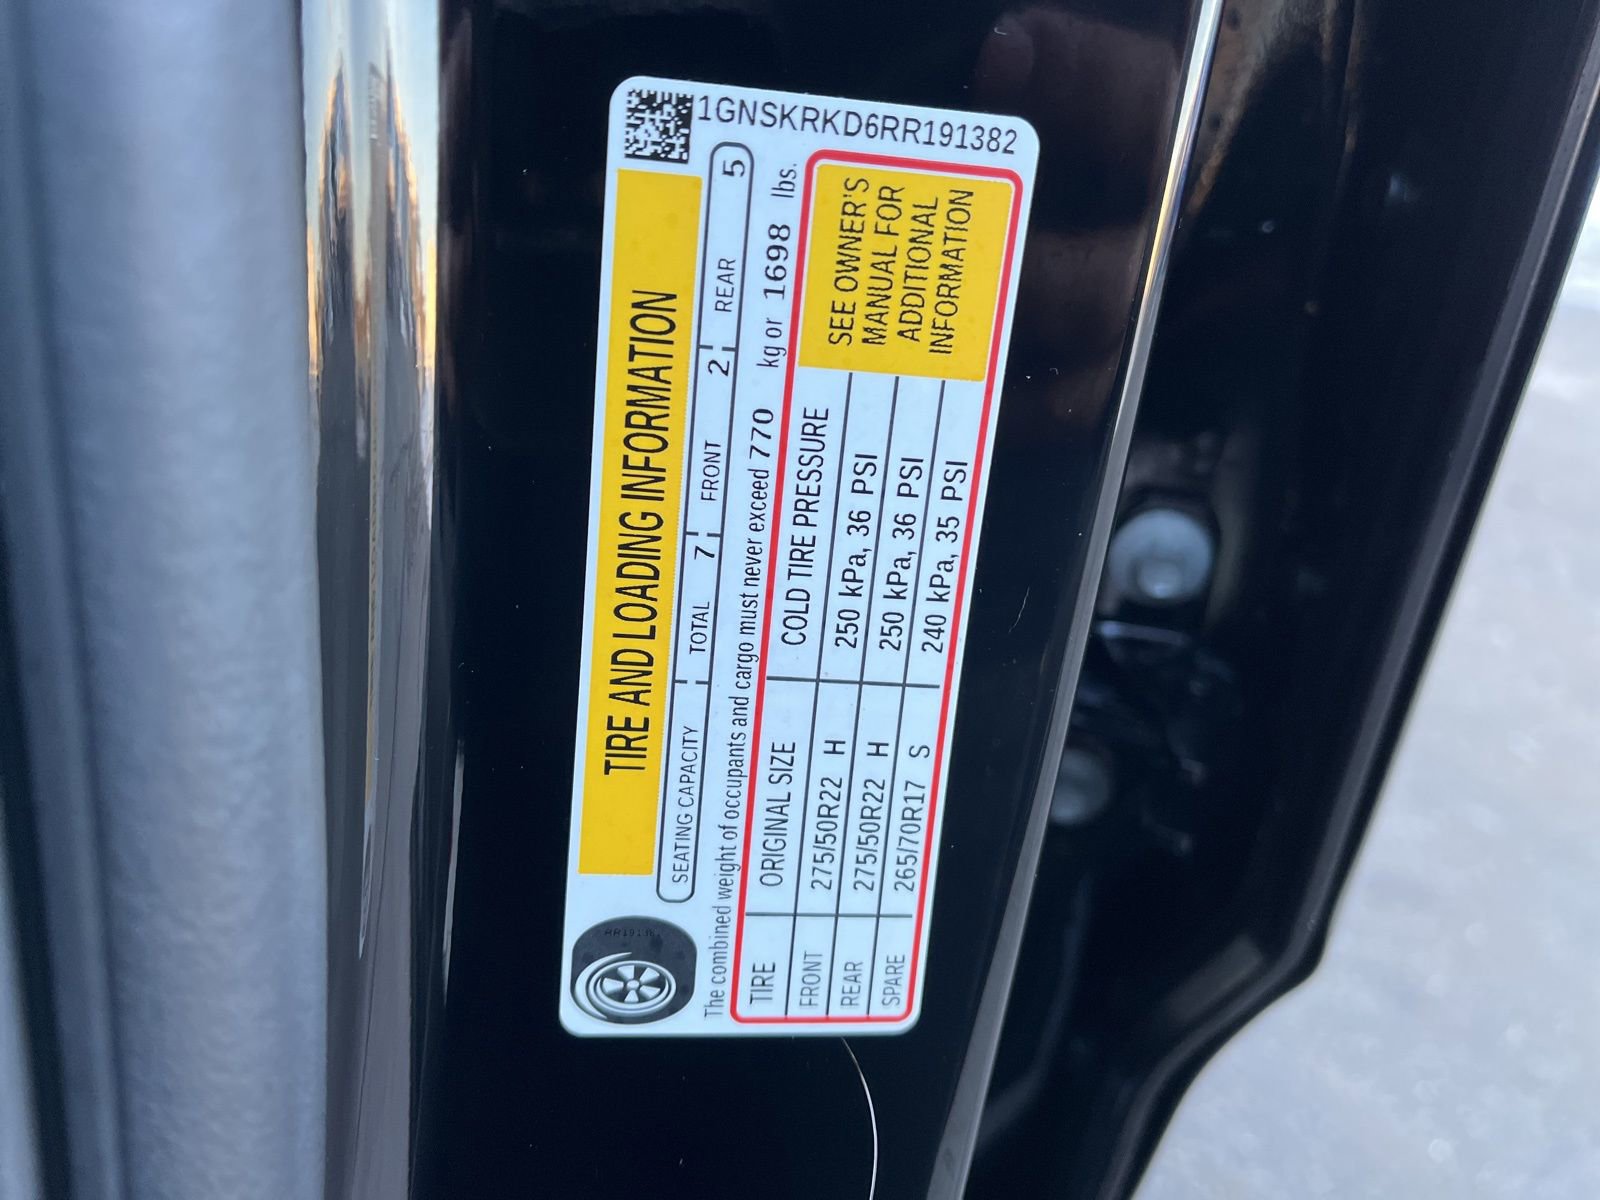 1GNSKRKD6RR191382
TIRE AND LOADING INFORMATION
SEATING CAPACITY TOTAL 7 FRONT 2 REAR 5
The combined weight of occupants and cargo must never exceed 770 kg or 1698 lbs.
TIRE ORIGINAL SIZE COLD TIRE PRESSURE
FRONT 275/50R22 H 250 kPa, 36 PSI
REAR 275/50R22 H 250 kPa, 36 PSI
SPARE 265/70R17 S 240 kPa, 35 PSI
SEE OWNER'S
MANUAL FOR
ADDITIONAL
INFORMATION